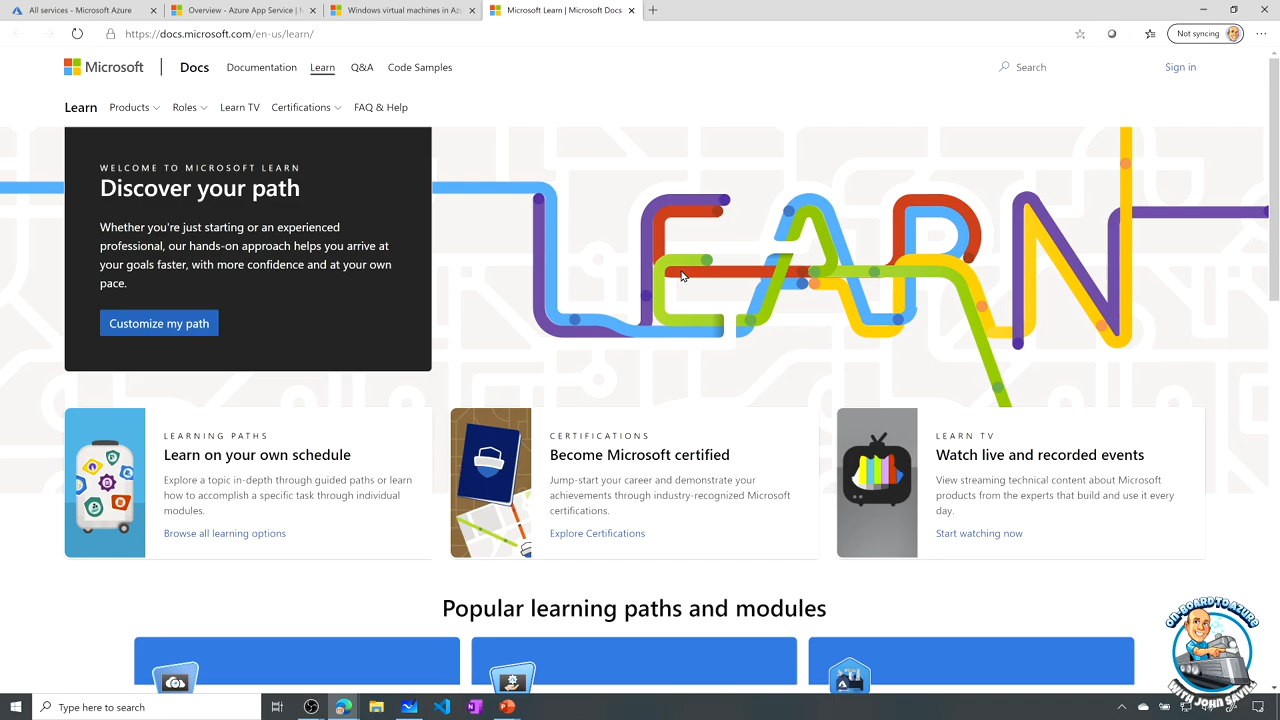 All services - Microsoft Azure
Overview - Azure App Service | M
Windows virtual machines in Az
Microsoft Learn | Microsoft Docs
https://docs.microsoft.com/en-us/learn/
Not syncing
Microsoft
Docs
Documentation
Learn
Q&A
Code Samples
Search
Sign in
Learn
Products
Roles
Learn TV
Certifications
FAQ & Help
WELCOME TO MICROSOFT LEARN
Discover your path
Whether you're just starting or an experienced
professional, our hands-on approach helps you arrive at
your goals faster, with more confidence and at your own
pace.
Customize my path
LEARN
LEARNING PATHS
Learn on your own schedule
Explore a topic in-depth through guided paths or learn
how to accomplish a specific task through individual
modules.
Browse all learning options
CERTIFICATIONS
Become Microsoft certified
Jump-start your career and demonstrate your
achievements through industry-recognized Microsoft
certifications.
Explore Certifications
LEARN TV
Watch live and recorded events
View streaming technical content about Microsoft
products from the experts that build and use it every
day.
Start watching now
Popular learning paths and modules
ON-BOARD TO AZURE
WITH JOHN SAVILL
Type here to search